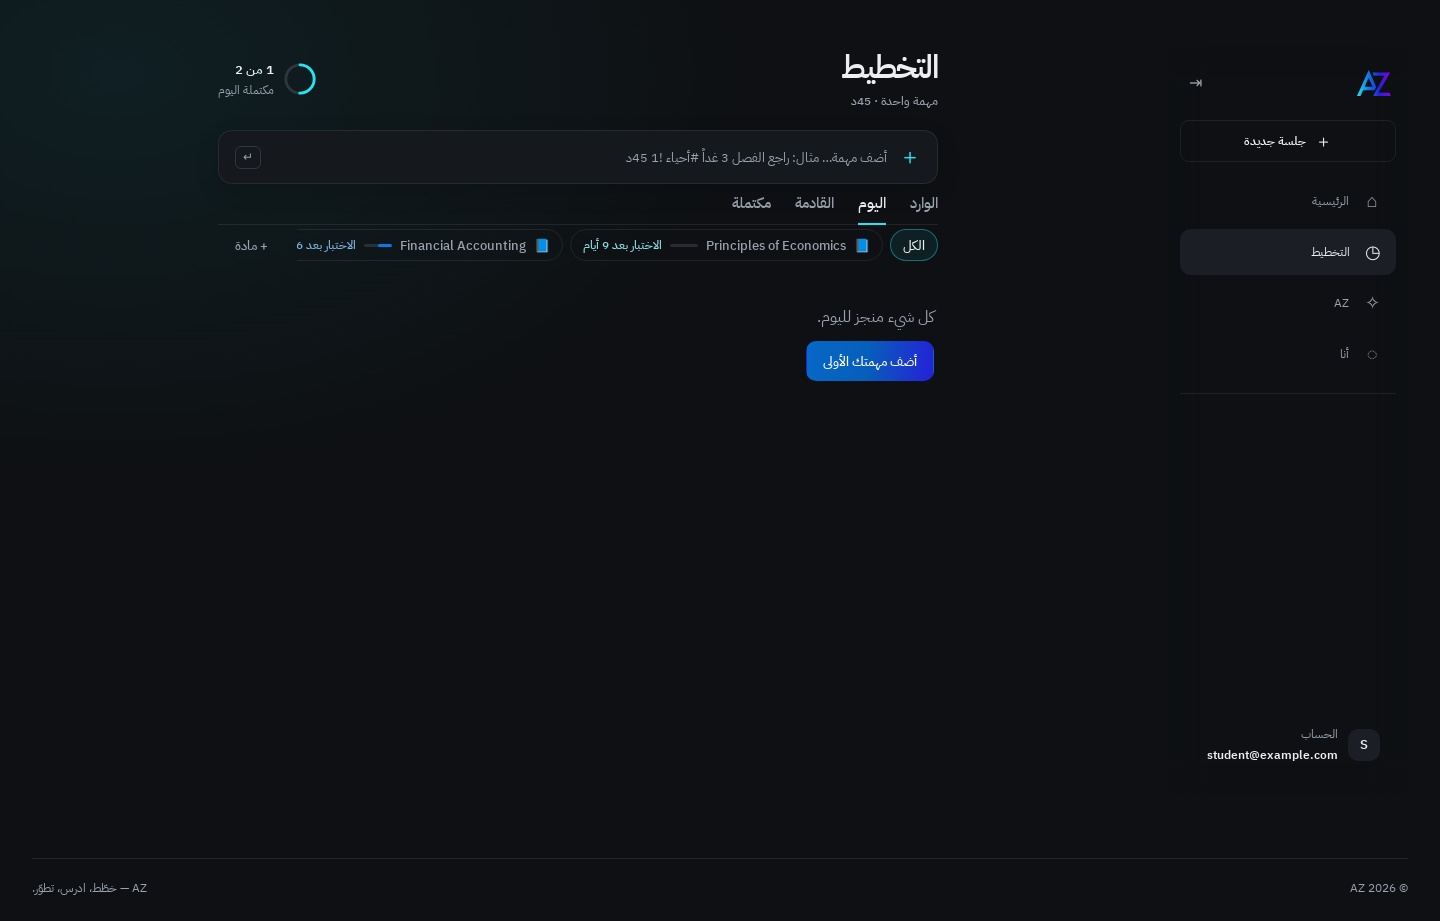 AZ
⇥
+ جلسة جديدة
الرئيسية
التخطيط
AZ
أنا
الحساب
student@example.com
S
التخطيط
مهمة واحدة · 45د
1 من 2
مكتملة اليوم
+ أضف مهمة... مثال: راجع الفصل 3 غداً #أحياء !1 45د
↵
الوارد اليوم القادمة مكتملة
الكل
Principles of Economics الاختبار بعد 9 أيام
Financial Accounting الاختبار بعد 6
+ مادة
كل شيء منجز لليوم.
أضف مهمتك الأولى
© 2026 AZ
AZ — خطّط، ادرس، تطوّر.